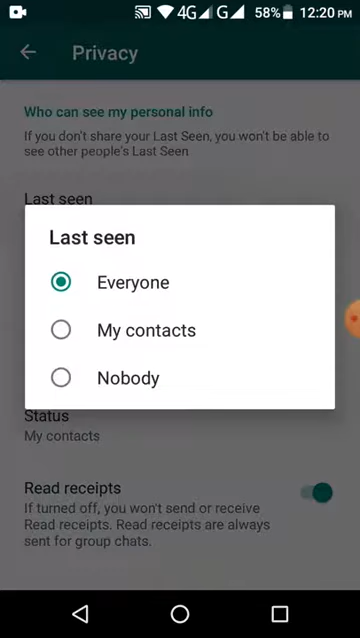 4G G 58% 12:20 PM
Privacy
Who can see my personal info
If you don't share your Last Seen, you won't be able to
see other people's Last Seen
Last seen
Last seen
Everyone
My contacts
Nobody
Status
My contacts
Read receipts
If turned off, you won't send or receive
Read receipts. Read receipts are always
sent for group chats.